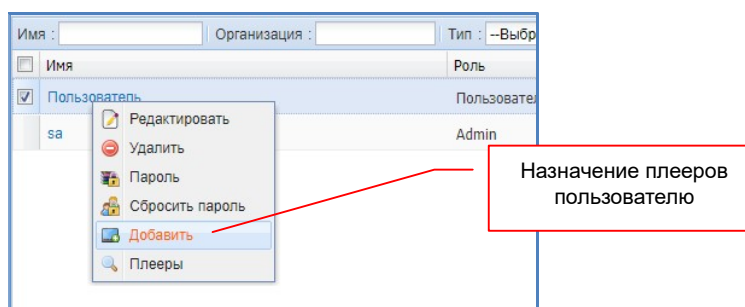 Имя : Организация : Тип : --Выбр
Имя Роль
Пользователь Пользовател
sa Admin
Редактировать
Удалить
Пароль
Сбросить пароль
Добавить
Плееры
Назначение плееров
пользователю